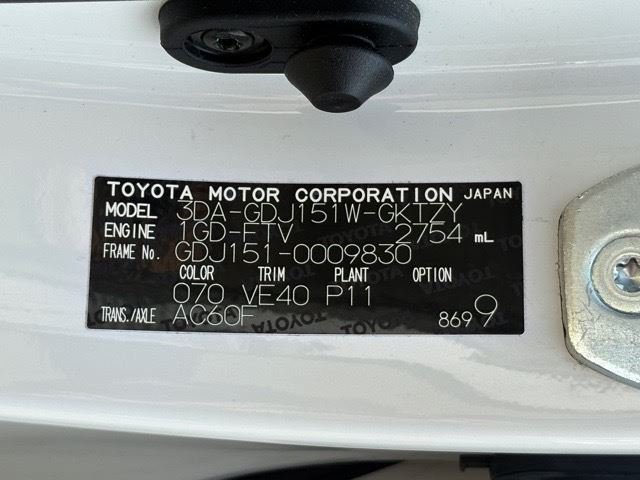 TOYOTA MOTOR CORPORATION JAPAN
MODEL 3DA-GDJ151W-GKTZY
ENGINE 1GD-FTV 2754 mL
FRAME No. GDJ151-0009830
COLOR TRIM PLANT OPTION
070 VE40 P11
TRANS./AXLE AC60F
869 9